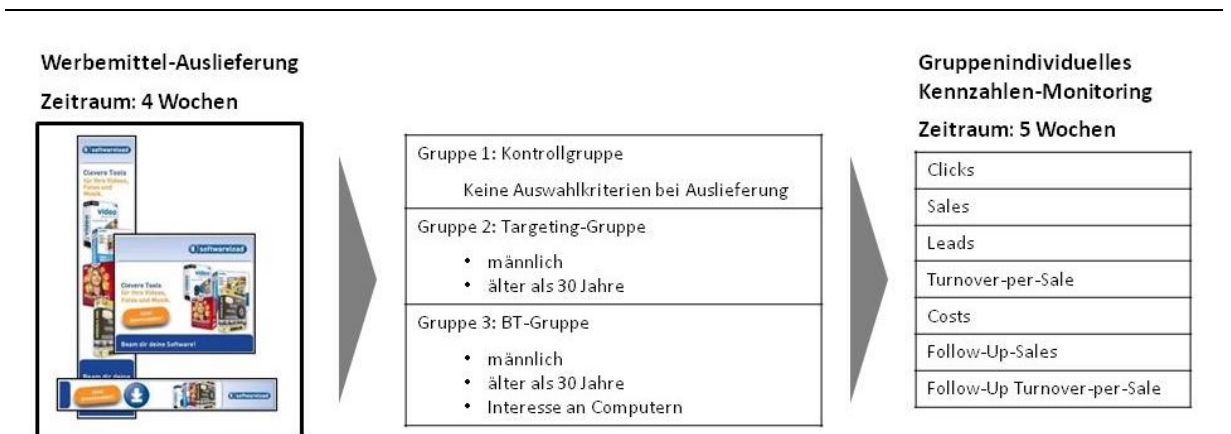 Werbemittel-Auslieferung
Zeitraum: 4 Wochen
softwareload
Clevere Tools
für Ihre Videos,
Fotos und
Musik.
video
softwareload
Clevere Tools
für Ihre Videos,
Fotos und Musik.
Beam dir deine Software!
Beam dir deine
softwareload
Gruppe 1: Kontrollgruppe
Keine Auswahlkriterien bei Auslieferung
Gruppe 2: Targeting-Gruppe
• männlich
• älter als 30 Jahre
Gruppe 3: BT-Gruppe
• männlich
• älter als 30 Jahre
• Interesse an Computern
Gruppenindividuelles
Kennzahlen-Monitoring
Zeitraum: 5 Wochen
Clicks
Sales
Leads
Turnover-per-Sale
Costs
Follow-Up-Sales
Follow-Up Turnover-per-Sale